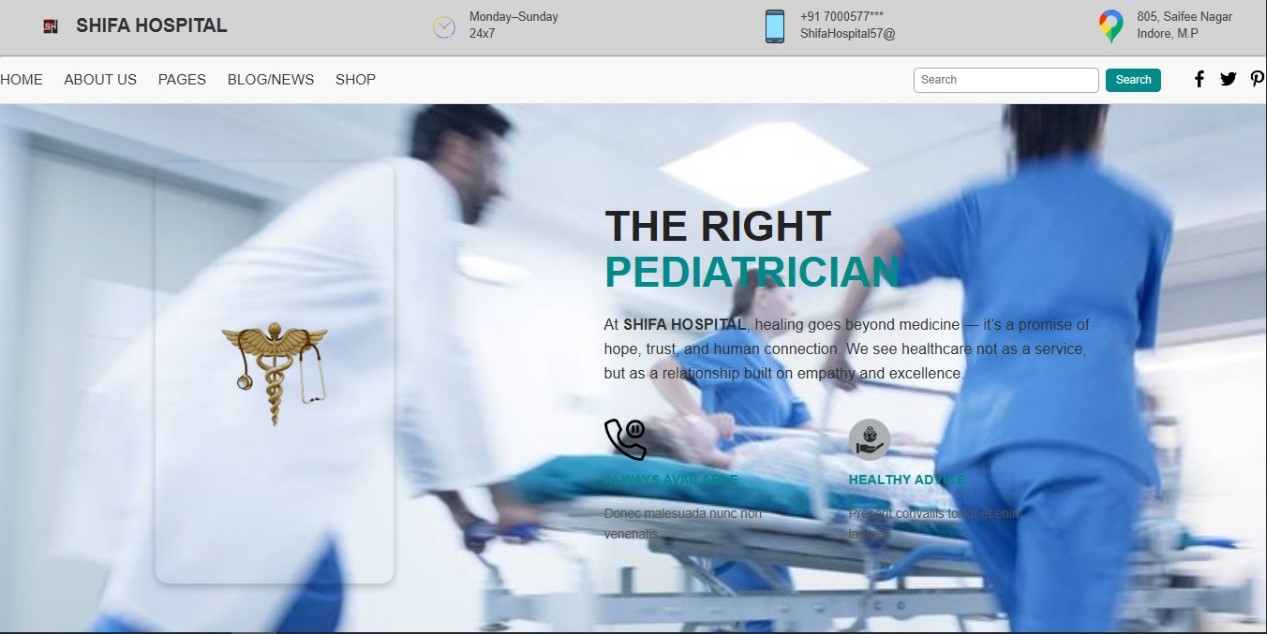 SH
SHIFA HOSPITAL
Monday–Sunday
24x7
+91 7000577***
ShifaHospital57@
805, Saifee Nagar
Indore, M.P
HOME ABOUT US PAGES BLOG/NEWS SHOP
Search Search
THE RIGHT
PEDIATRICIAN
At SHIFA HOSPITAL, healing goes beyond medicine — it's a promise of
hope, trust, and human connection. We see healthcare not as a service,
but as a relationship built on empathy and excellence.
ALWAYS AVAILABLE
Donec malesuada nunc non
venenatis
HEALTHY ADVICE
Present convallis tortor et enim